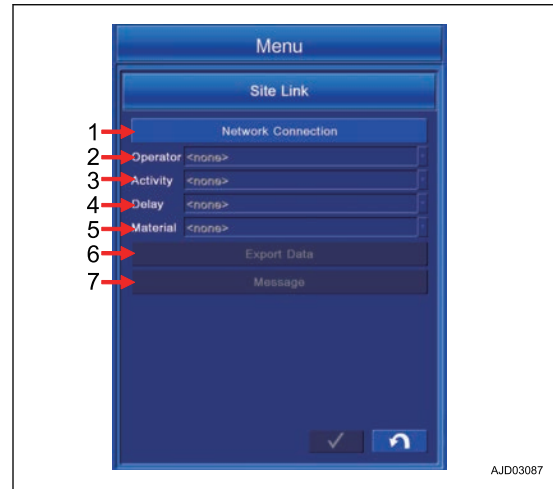 Menu
Site Link
1 Network Connection
2 Operator <none>
3 Activity <none>
4 Delay <none>
5 Material <none>
6 Export Data
7 Message
AJD03087